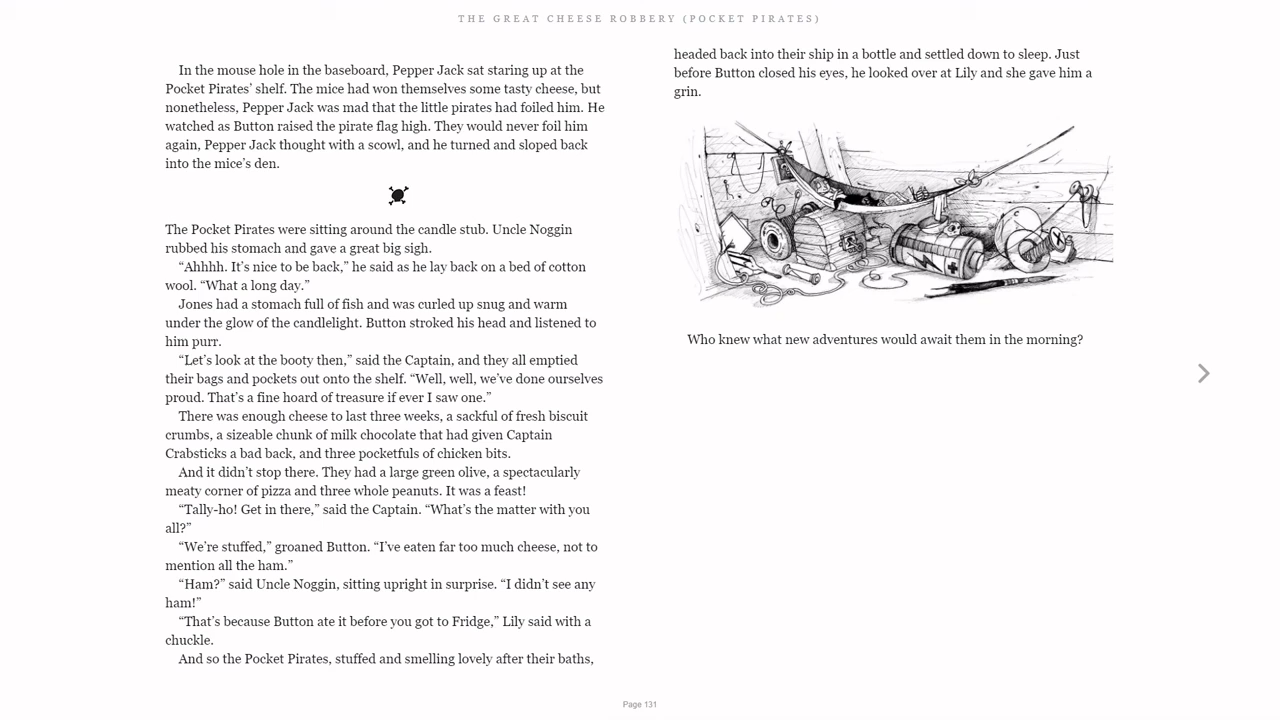 THE GREAT CHEESE ROBBERY (POCKET PIRATES)
In the mouse hole in the baseboard, Pepper Jack sat staring up at the
Pocket Pirates’ shelf. The mice had won themselves some tasty cheese, but
nonetheless, Pepper Jack was mad that the little pirates had foiled him. He
watched as Button raised the pirate flag high. They would never foil him
again, Pepper Jack thought with a scowl, and he turned and sloped back
into the mice’s den.
The Pocket Pirates were sitting around the candle stub. Uncle Noggin
rubbed his stomach and gave a great big sigh.
“Ahhhh. It’s nice to be back,” he said as he lay back on a bed of cotton
wool. “What a long day.”
Jones had a stomach full of fish and was curled up snug and warm
under the glow of the candlelight. Button stroked his head and listened to
him purr.
“Let’s look at the booty then,” said the Captain, and they all emptied
their bags and pockets out onto the shelf. “Well, well, we’ve done ourselves
proud. That’s a fine hoard of treasure if ever I saw one.”
There was enough cheese to last three weeks, a sackful of fresh biscuit
crumbs, a sizeable chunk of milk chocolate that had given Captain
Crabsticks a bad back, and three pocketfuls of chicken bits.
And it didn’t stop there. They had a large green olive, a spectacularly
meaty corner of pizza and three whole peanuts. It was a feast!
“Tally-ho! Get in there,” said the Captain. “What’s the matter with you
all?”
“We’re stuffed,” groaned Button. “I’ve eaten far too much cheese, not to
mention all the ham.”
“Ham?” said Uncle Noggin, sitting upright in surprise. “I didn’t see any
ham!”
“That’s because Button ate it before you got to Fridge,” Lily said with a
chuckle.
And so the Pocket Pirates, stuffed and smelling lovely after their baths,
headed back into their ship in a bottle and settled down to sleep. Just
before Button closed his eyes, he looked over at Lily and she gave him a
grin.
Who knew what new adventures would await them in the morning?
Page 131